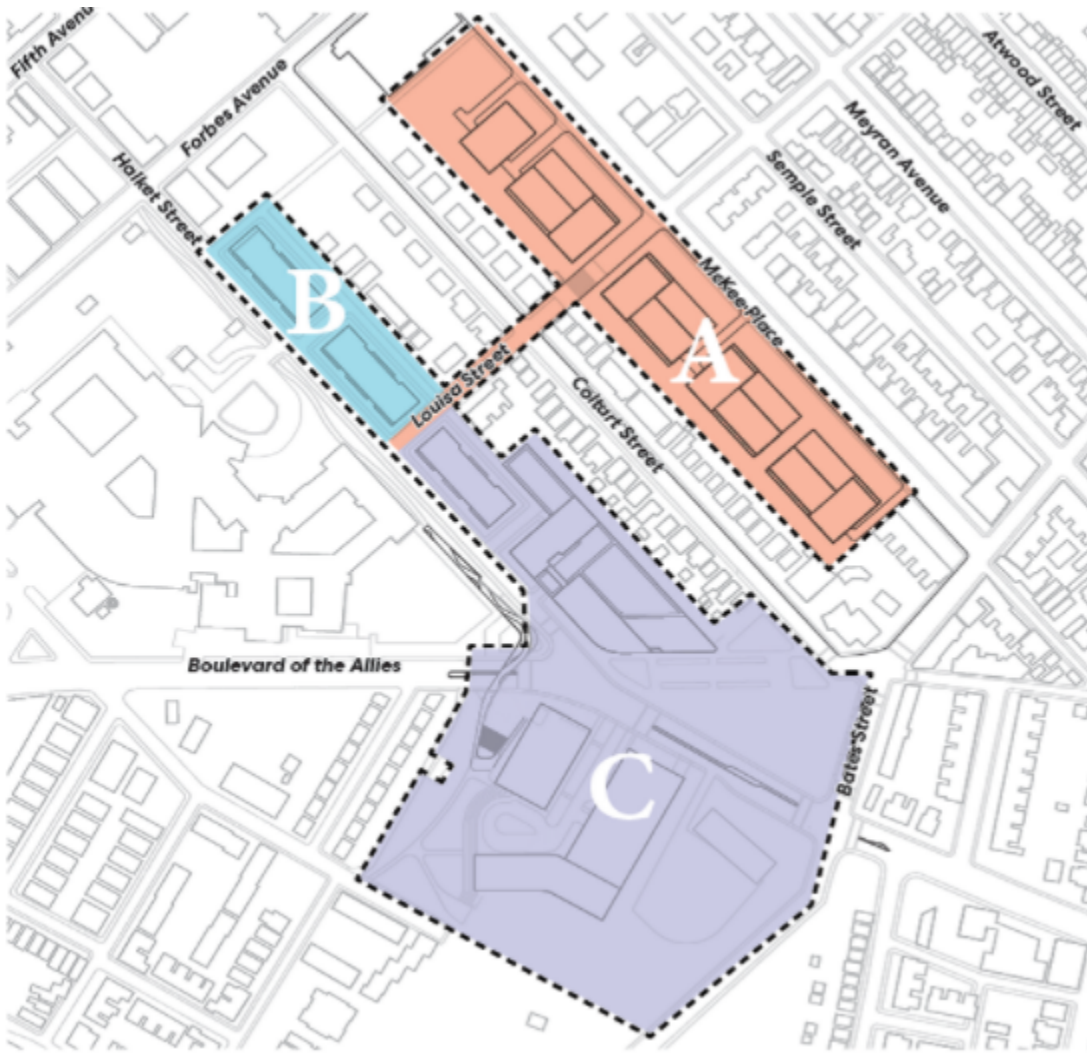 Fifth Avenue
Forbes Avenue
Halket Street
Atwood Street
Meyran Avenue
Semple Street
McKee Place
B
A
Louisa Street
Coltart Street
Boulevard of the Allies
C
Bates Street